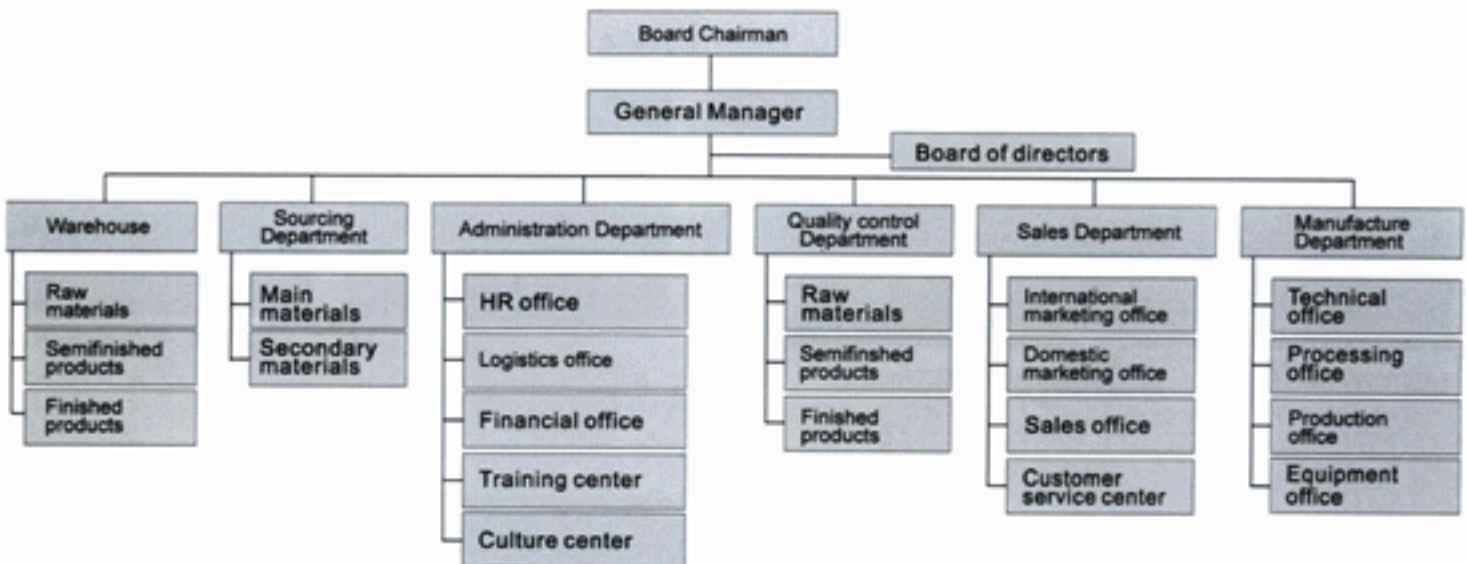 Board Chairman
General Manager
Board of directors
Warehouse
Raw
materials
Semifinished
products
Finished
products
Sourcing
Department
Main
materials
Secondary
materials
Administration Department
HR office
Logistics office
Financial office
Training center
Culture center
Quality control
Department
Raw
materials
Semifinshed
products
Finished
products
Sales Department
International
marketing office
Domestic
marketing office
Sales office
Customer
service center
Manufacture
Department
Technical
office
Processing
office
Production
office
Equipment
office